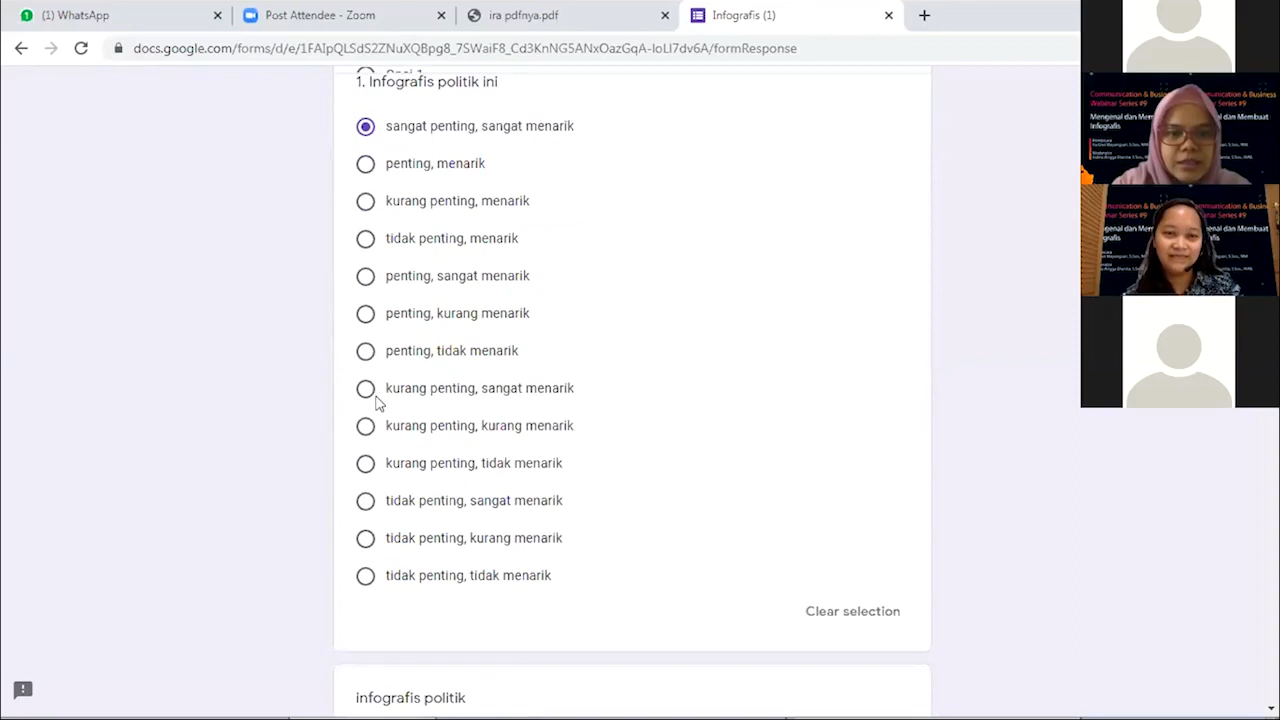 (1) WhatsApp
Post Attendee - Zoom
ira pdfnya.pdf
Infografis (1)
docs.google.com/forms/d/e/1FAIpQLSdS2ZNuXQBpg8_7SWaiF8_Cd3KnNG5ANxOazGqA-IoLI7dv6A/formResponse
1. Infografis politik ini
sangat penting, sangat menarik
penting, menarik
kurang penting, menarik
tidak penting, menarik
penting, sangat menarik
penting, kurang menarik
penting, tidak menarik
kurang penting, sangat menarik
kurang penting, kurang menarik
kurang penting, tidak menarik
tidak penting, sangat menarik
tidak penting, kurang menarik
tidak penting, tidak menarik
Clear selection
infografis politik
Communication &
Webinar Series #9
Mengenal dan
Infografis